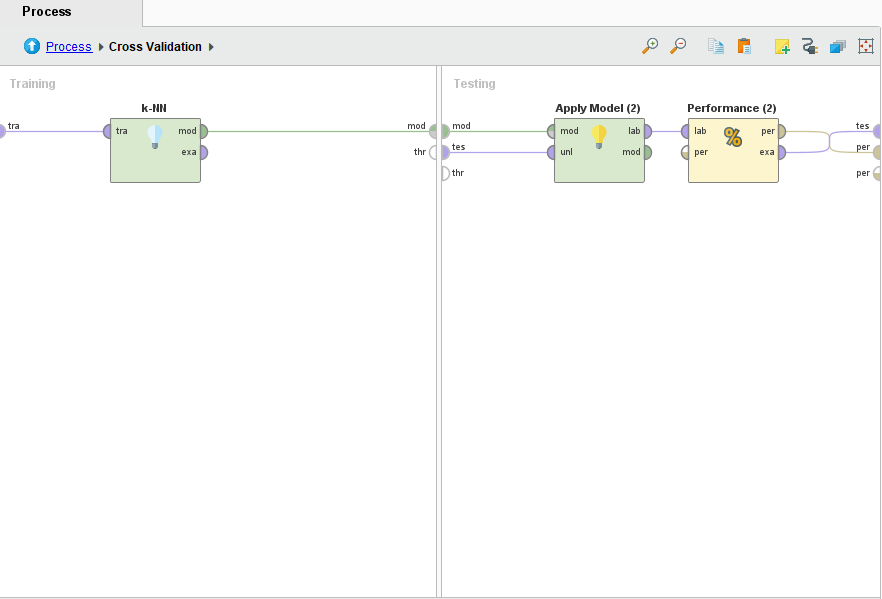 Process
Process Cross Validation
Training
Testing
k-NN
tra
tra
mod
exa
mod
thr
mod
tes
thr
Apply Model (2)
mod
unl
lab
mod
Performance (2)
lab
per
%
per
exa
tes
per
per